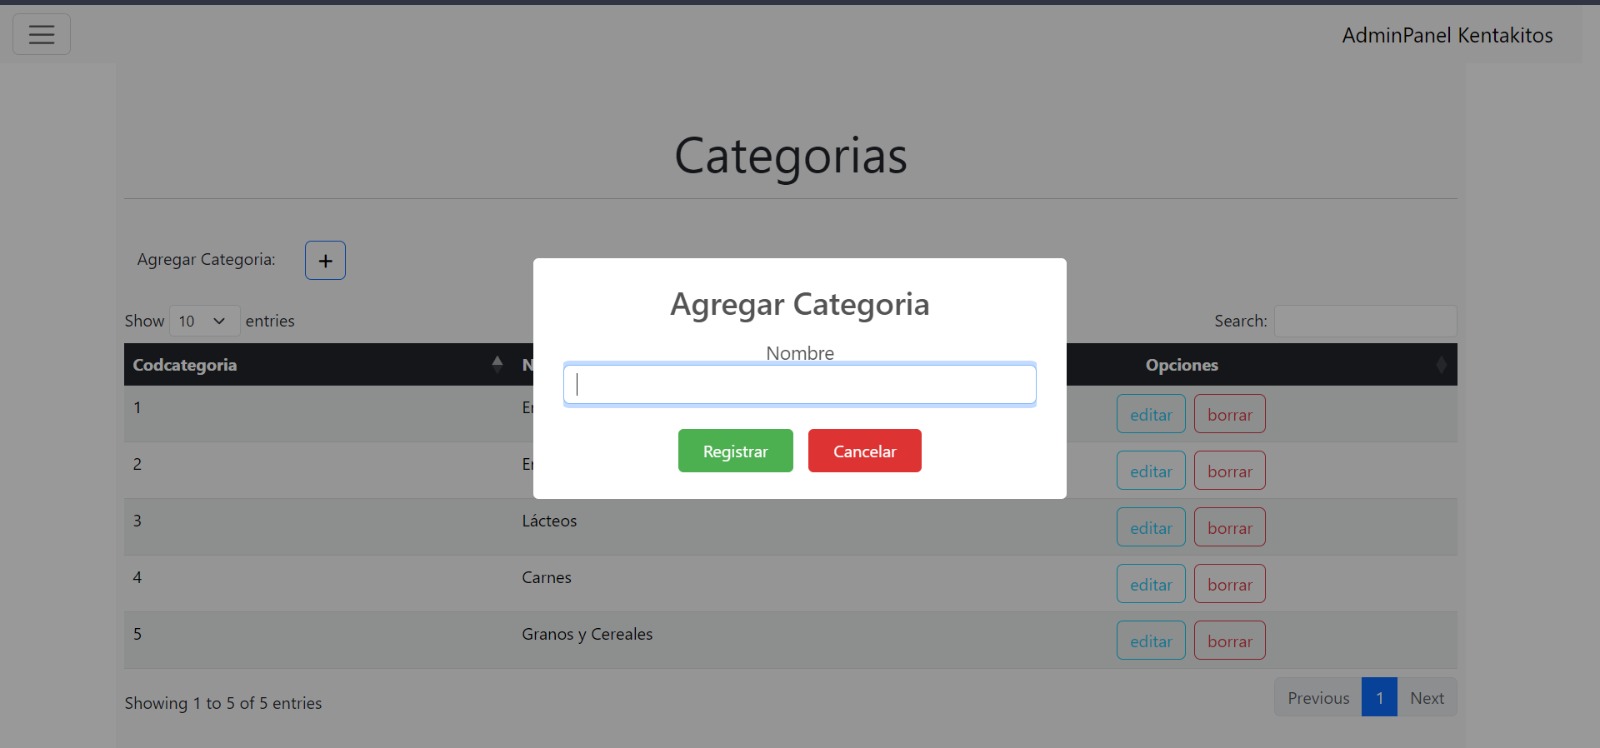 AdminPanel Kentakitos
Categorias
Agregar Categoria: +
Show 10 entries
Search:
Codcategoria Opciones
1 editar borrar
2 editar borrar
3 Lácteos editar borrar
4 Carnes editar borrar
5 Granos y Cereales editar borrar
Showing 1 to 5 of 5 entries
Previous 1 Next
Agregar Categoria
Nombre
Registrar Cancelar